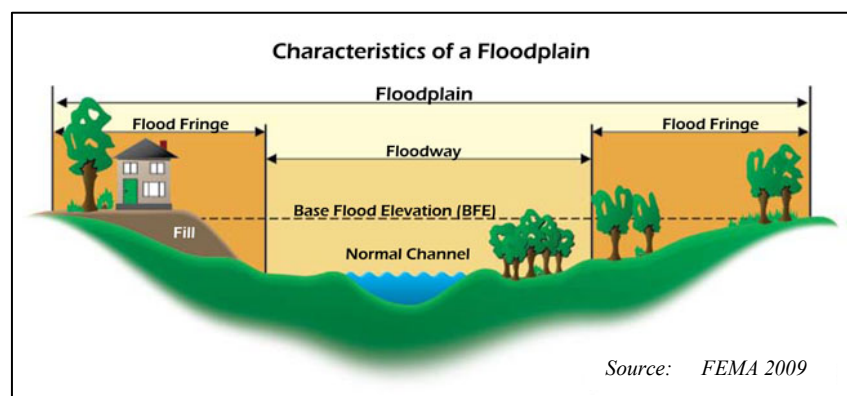 Characteristics of a Floodplain
Floodplain
Flood Fringe
Flood Fringe
Floodway
Base Flood Elevation (BFE)
Fill
Normal Channel
Source: FEMA 2009